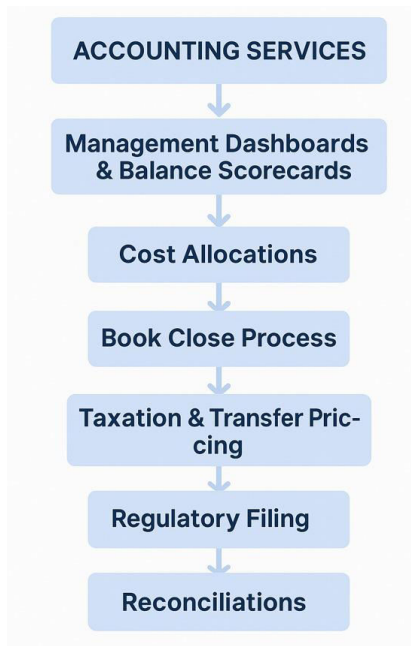 ACCOUNTING SERVICES
Management Dashboards
& Balance Scorecards
Cost Allocations
Book Close Process
Taxation & Transfer Pric-
cing
Regulatory Filing
Reconciliations